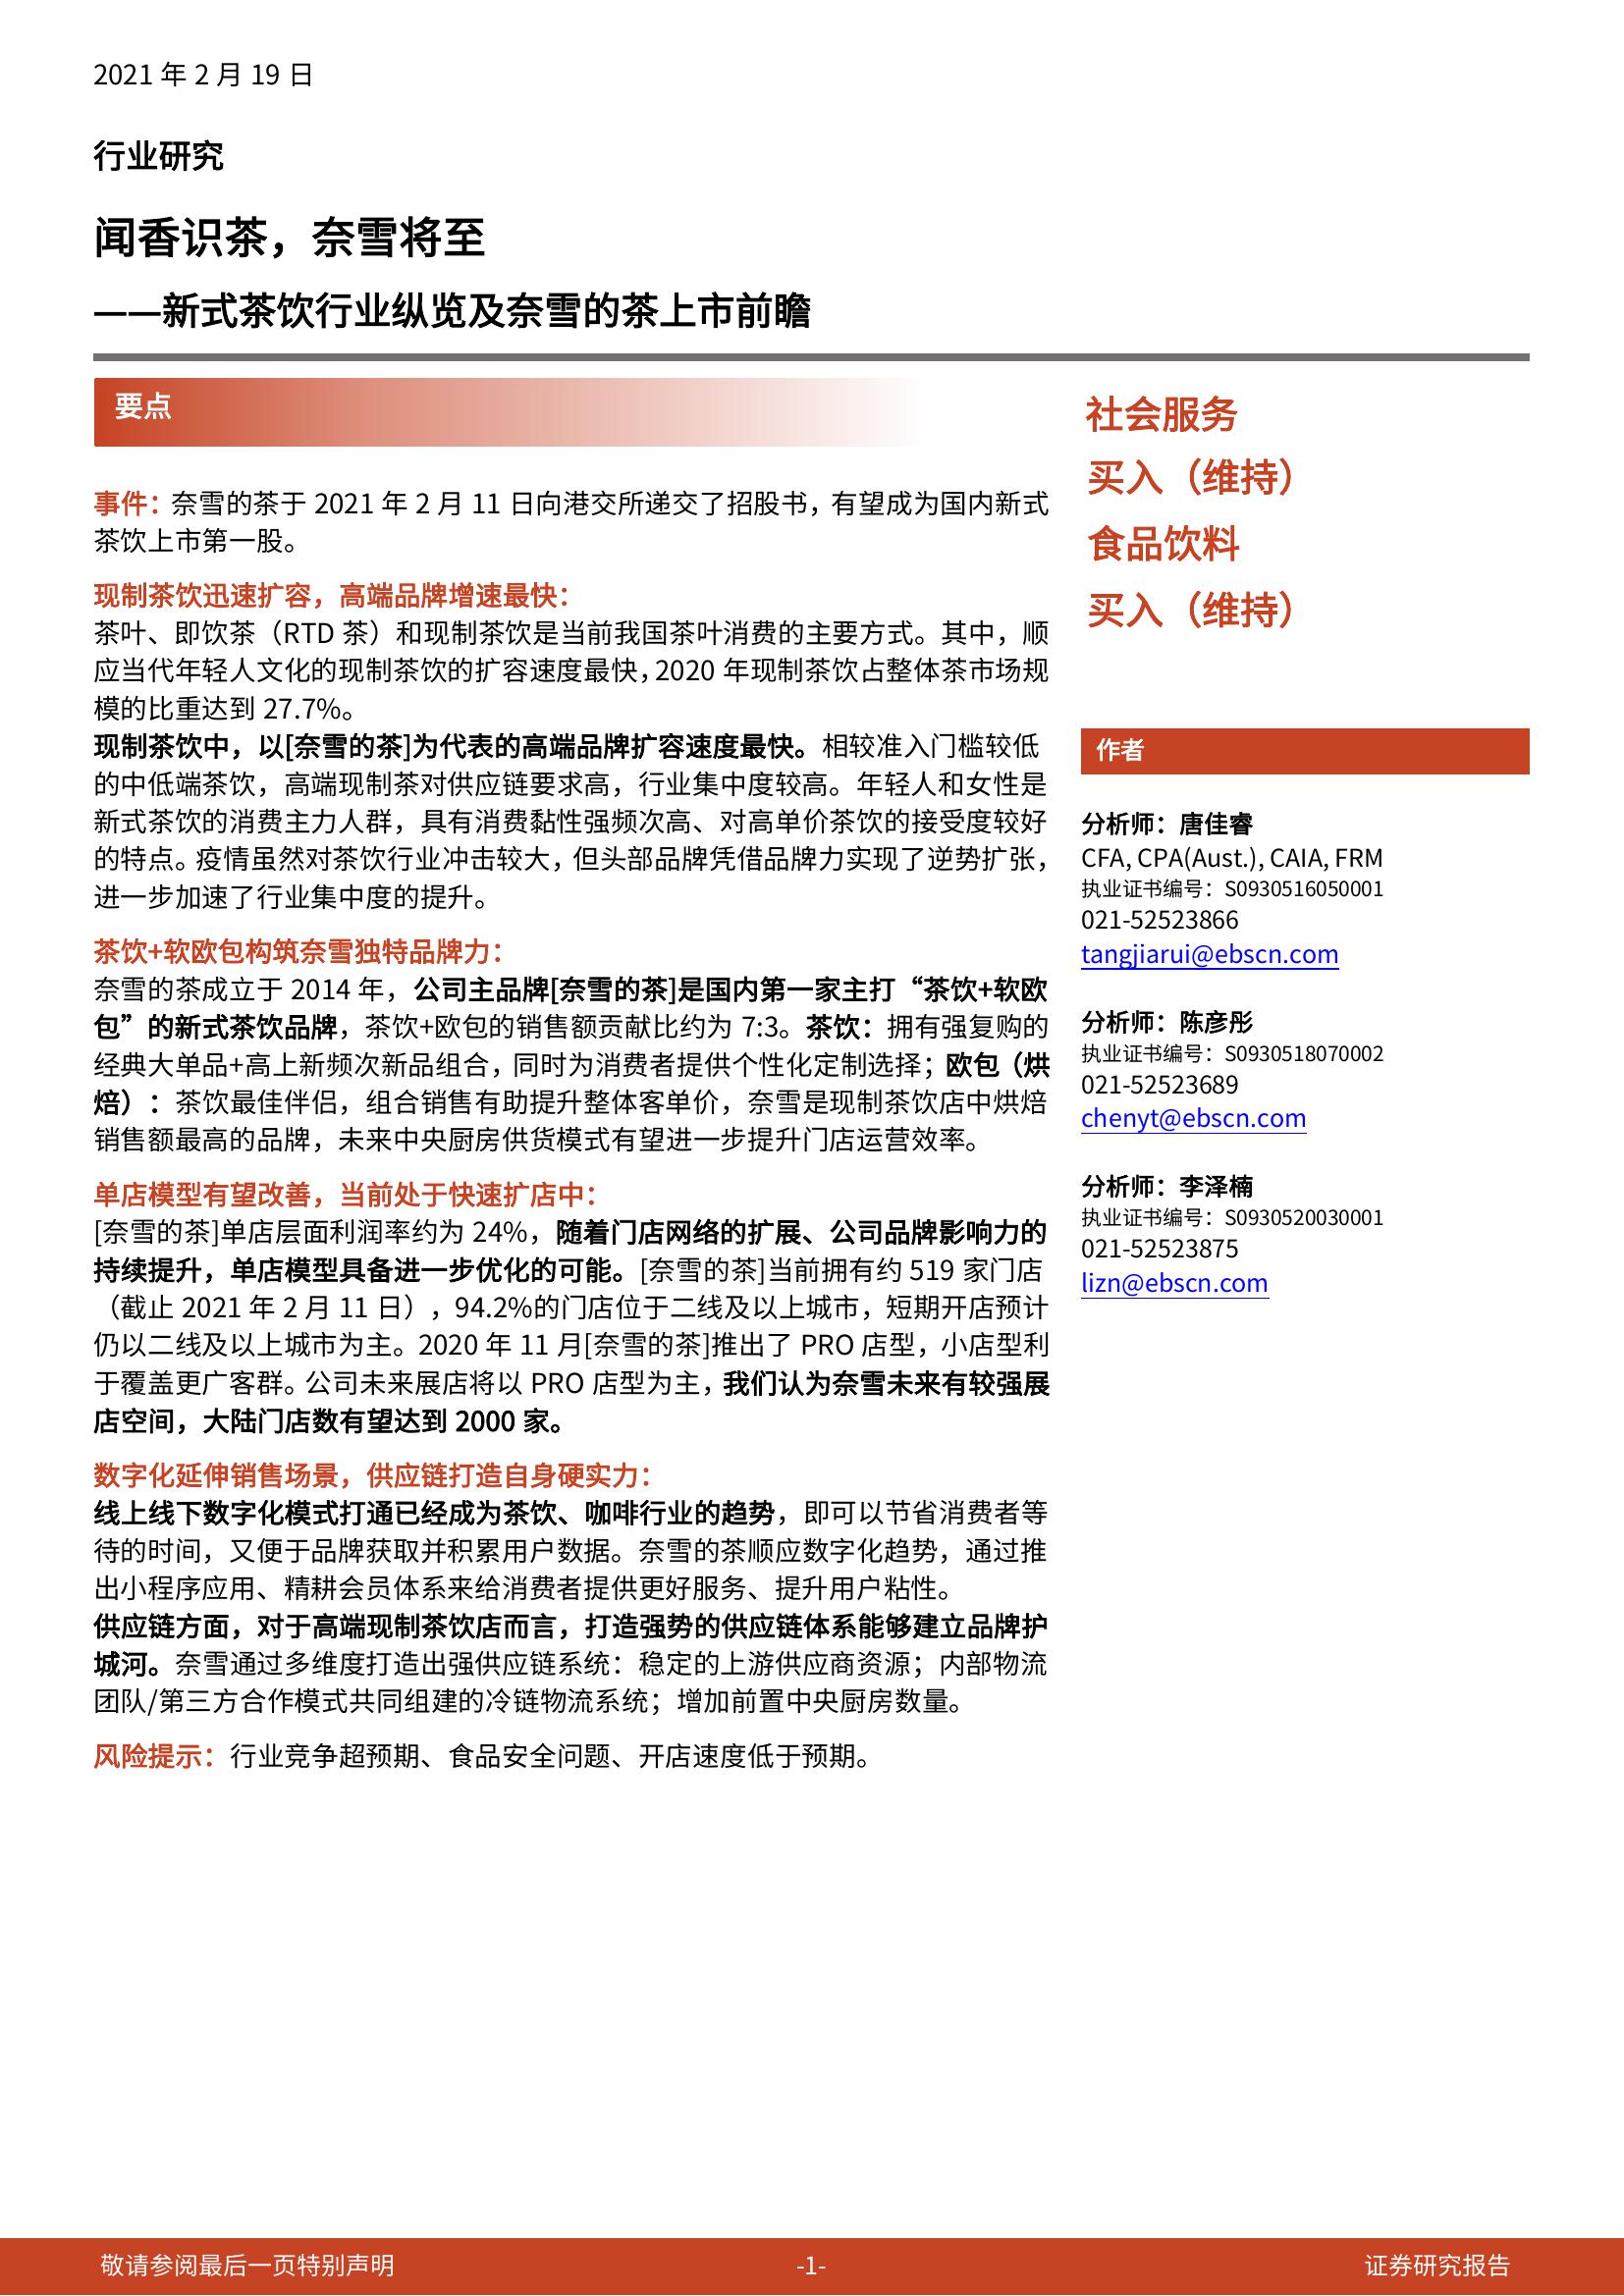 2021 年 2 月 19 日
行业研究
闻香识茶，奈雪将至
——新式茶饮行业纵览及奈雪的茶上市前瞻
要点
事件：奈雪的茶于 2021 年 2 月 11 日向港交所递交了招股书，有望成为国内新式
茶饮上市第一股。
现制茶饮迅速扩容，高端品牌增速最快：
茶叶、即饮茶（RTD 茶）和现制茶饮是当前我国茶叶消费的主要方式。其中，顺
应当代年轻人文化的现制茶饮的扩容速度最快，2020 年现制茶饮占整体茶市场规
模的比重达到 27.7%。
现制茶饮中，以[奈雪的茶]为代表的高端品牌扩容速度最快。相较准入门槛较低
的中低端茶饮，高端现制茶对供应链要求高，行业集中度较高。年轻人和女性是
新式茶饮的消费主力人群，具有消费黏性强频次高、对高单价茶饮的接受度较好
的特点。疫情虽然对茶饮行业冲击较大，但头部品牌凭借品牌力实现了逆势扩张，
进一步加速了行业集中度的提升。
茶饮+软欧包构筑奈雪独特品牌力：
奈雪的茶成立于 2014 年，公司主品牌[奈雪的茶]是国内第一家主打“茶饮+软欧
包”的新式茶饮品牌，茶饮+欧包的销售额贡献比约为 7:3。茶饮：拥有强复购的
经典大单品+高上新频次新品组合，同时为消费者提供个性化定制选择；欧包（烘
焙）：茶饮最佳伴侣，组合销售有助提升整体客单价，奈雪是现制茶饮店中烘焙
销售额最高的品牌，未来中央厨房供货模式有望进一步提升门店运营效率。
单店模型有望改善，当前处于快速扩店中：
[奈雪的茶]单店层面利润率约为 24%，随着门店网络的扩展、公司品牌影响力的
持续提升，单店模型具备进一步优化的可能。[奈雪的茶]当前拥有约 519 家门店
（截止 2021 年 2 月 11 日），94.2%的门店位于二线及以上城市，短期开店预计
仍以二线及以上城市为主。2020 年 11 月[奈雪的茶]推出了 PRO 店型，小店型利
于覆盖更广客群。公司未来展店将以 PRO 店型为主，我们认为奈雪未来有较强展
店空间，大陆门店数有望达到 2000 家。
数字化延伸销售场景，供应链打造自身硬实力：
线上线下数字化模式打通已经成为茶饮、咖啡行业的趋势，即可以节省消费者等
待的时间，又便于品牌获取并积累用户数据。奈雪的茶顺应数字化趋势，通过推
出小程序应用、精耕会员体系来给消费者提供更好服务、提升用户粘性。
供应链方面，对于高端现制茶饮店而言，打造强势的供应链体系能够建立品牌护
城河。奈雪通过多维度打造出强供应链系统：稳定的上游供应商资源；内部物流
团队/第三方合作模式共同组建的冷链物流系统；增加前置中央厨房数量。
风险提示：行业竞争超预期、食品安全问题、开店速度低于预期。
社会服务
买入（维持）
食品饮料
买入（维持）
作者
分析师：唐佳睿
CFA, CPA(Aust.), CAIA, FRM
执业证书编号：S0930516050001
021-52523866
tangjiarui@ebscn.com
分析师：陈彦彤
执业证书编号：S0930518070002
021-52523689
chenyt@ebscn.com
分析师：李泽楠
执业证书编号：S0930520030001
021-52523875
lizn@ebscn.com
敬请参阅最后一页特别声明
-1-
证券研究报告